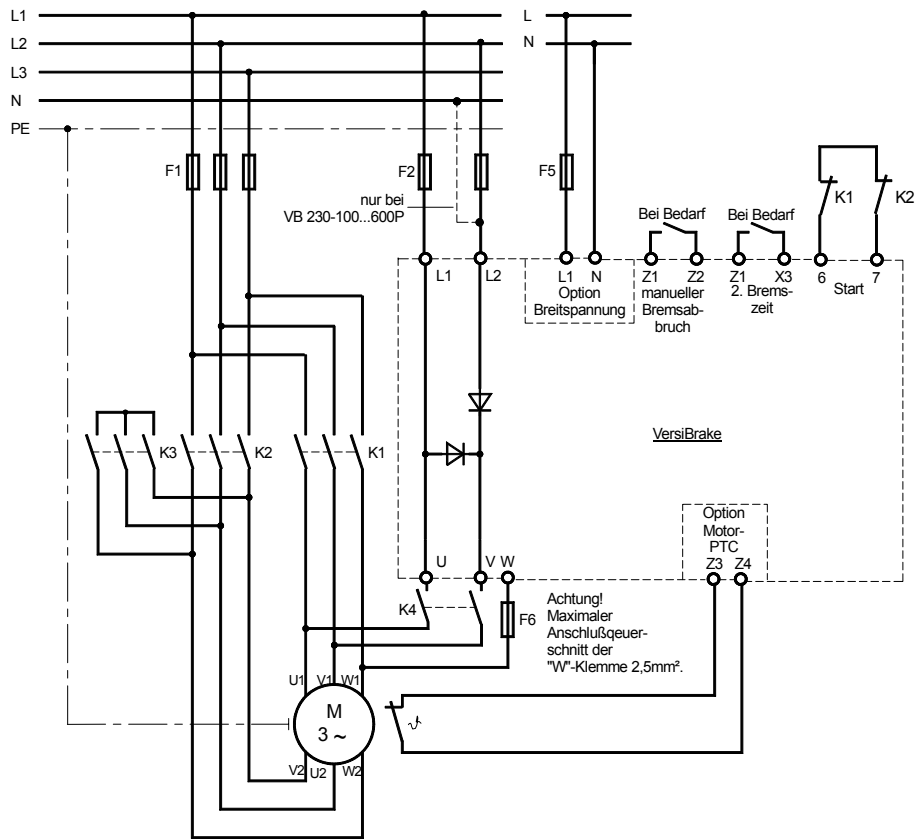 L1
L2
L3
N
PE
L
N
F1
F2
F5
nur bei
VB 230-100...600P
Bei Bedarf
Bei Bedarf
K1
K2
L1
L2
L1
N
Z1
Z2
Z1
X3
6
7
Option
Breitspannung
manueller
Bremsab-
bruch
2. Brems-
zeit
Start
K3
K2
K1
VersiBrake
Option
Motor-
PTC
Z3
Z4
U
V
W
K4
F6
Achtung!
Maximaler
Anschlußqeuer-
schnitt der
"W"-Klemme 2,5mm².
U1
V1
W1
M
3 ~
V2
U2
W2
ϑ